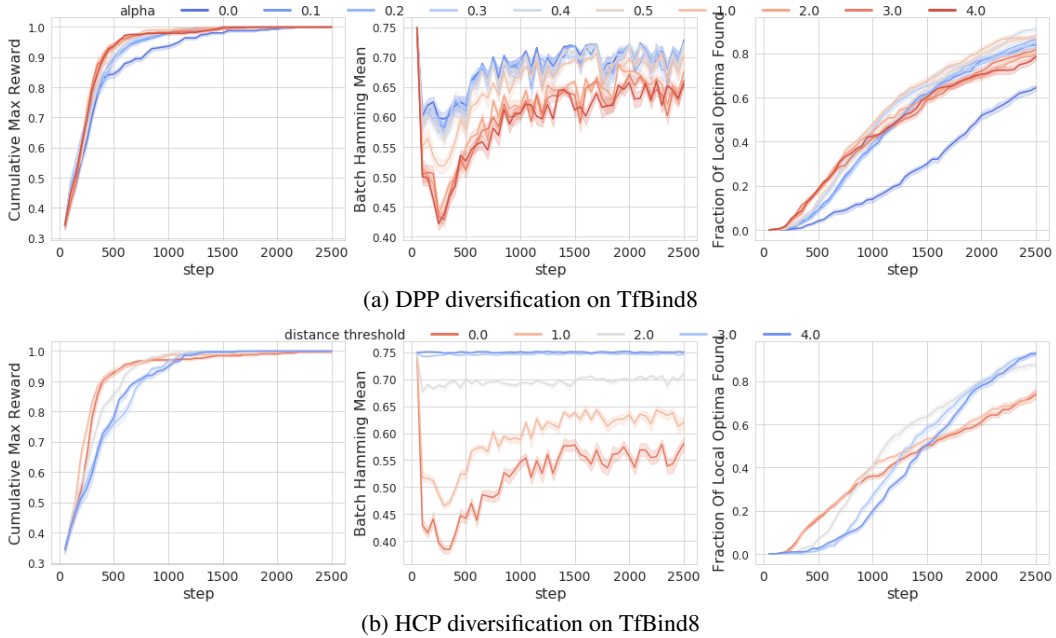 alpha 0.0 0.1 0.2 0.3 0.4 0.5 1.0 2.0 3.0 4.0
Cumulative Max Reward
1.0
0.9
0.8
0.7
0.6
0.5
0.4
0.3
0 500 1000 1500 2000 2500
step
Batch Hamming Mean
0.75
0.70
0.65
0.60
0.55
0.50
0.45
0.40
0 500 1000 1500 2000 2500
step
Fraction Of Local Optima Found
0.8
0.6
0.4
0.2
0.0
0 500 1000 1500 2000 2500
step
(a) DPP diversification on TfBind8
distance threshold 0.0 1.0 2.0 3.0 4.0
Cumulative Max Reward
1.0
0.9
0.8
0.7
0.6
0.5
0.4
0.3
0 500 1000 1500 2000 2500
step
Batch Hamming Mean
0.75
0.70
0.65
0.60
0.55
0.50
0.45
0.40
0 500 1000 1500 2000 2500
step
Fraction Of Local Optima Found
0.8
0.6
0.4
0.2
0.0
0 500 1000 1500 2000 2500
step
(b) HCP diversification on TfBind8